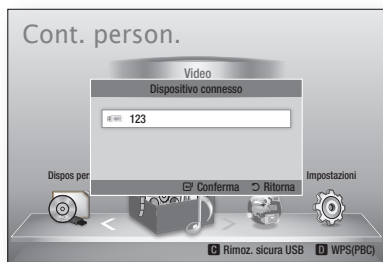 Cont. person.
Video
Dispositivo connesso
123
Dispos per
Impostazioni
Conferma Ritorna
C Rimoz. sicura USB D WPS(PBC)